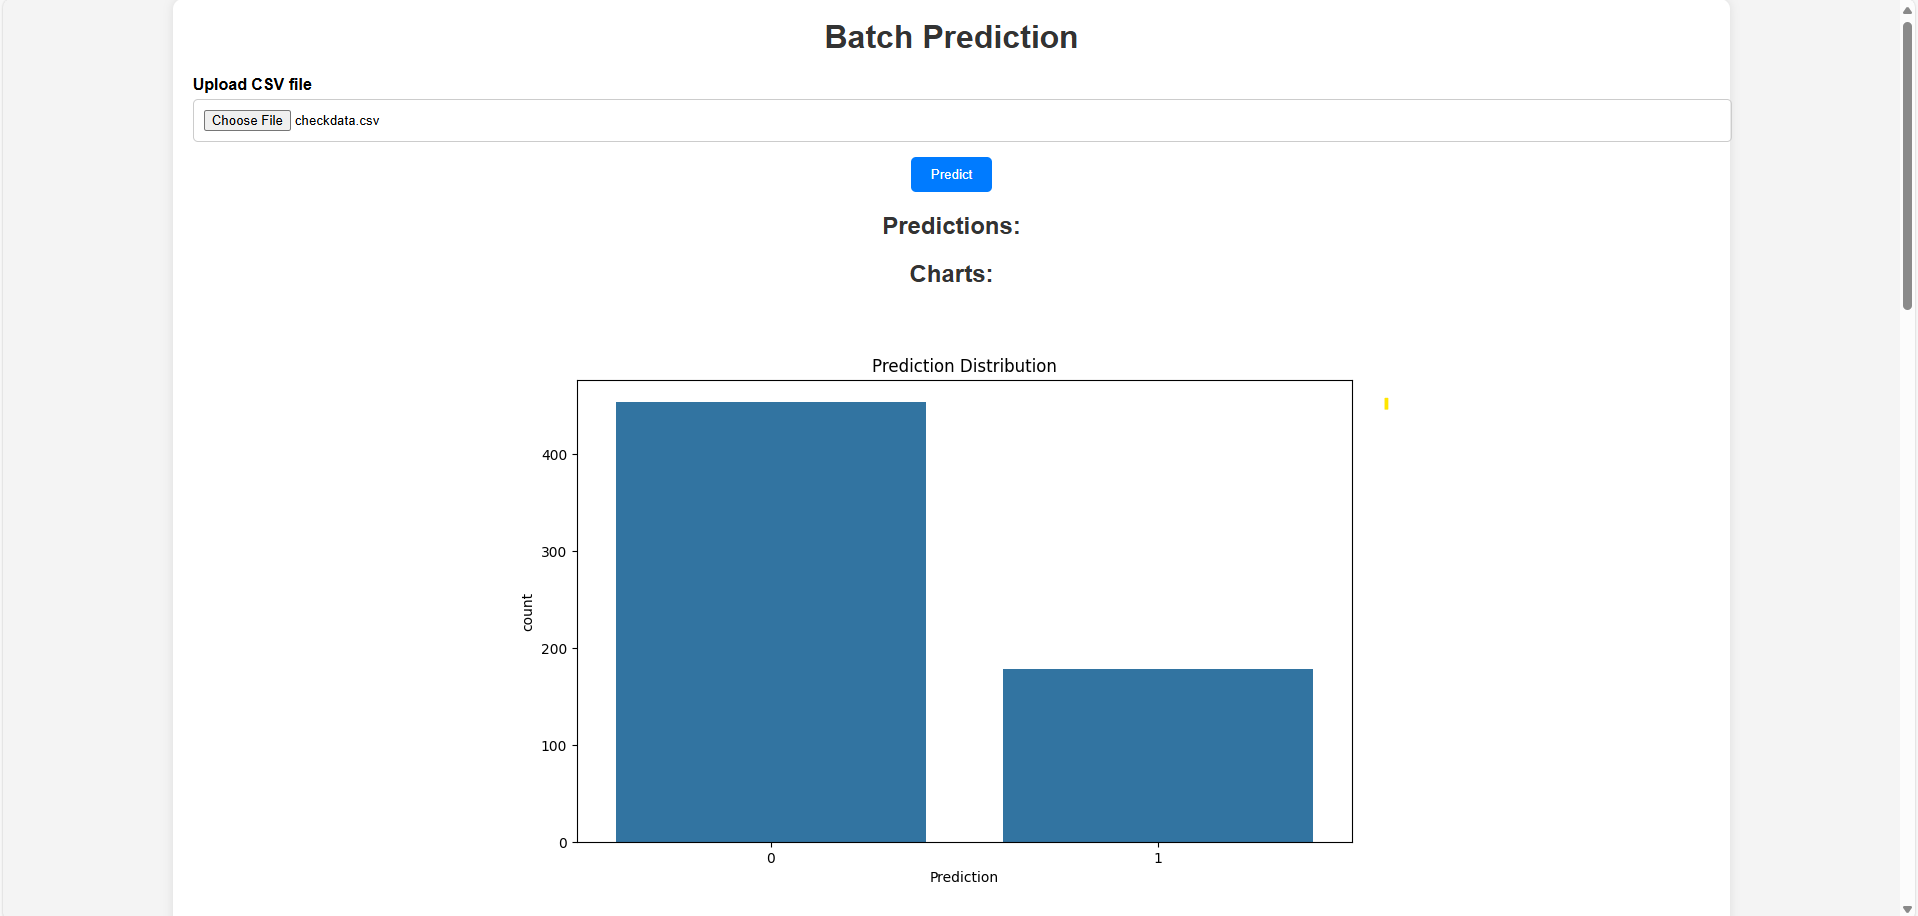 Batch Prediction
Upload CSV file
Choose File checkdata.csv
Predict
Predictions:
Charts:
Prediction Distribution
400
300
count
200
100
0
0 1
Prediction